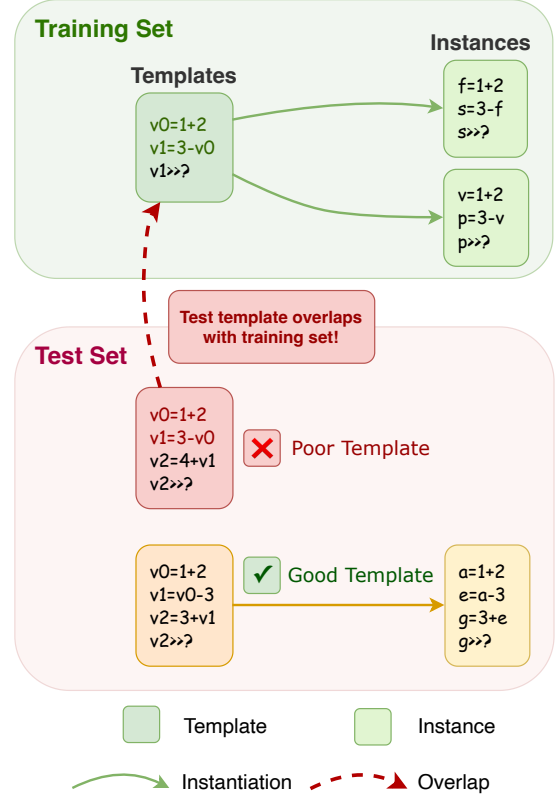 Training Set
Templates
Instances
v0=1+2
v1=3-v0
v1>>?
f=1+2
s=3-f
s>>?
v=1+2
p=3-v
p>>?
Test template overlaps
with training set!
Test Set
v0=1+2
v1=3-v0
v2=4+v1
v2>>?
Poor Template
v0=1+2
v1=v0-3
v2=3+v1
v2>>?
Good Template
a=1+2
e=a-3
g=3+e
g>>?
Template
Instance
Instantiation
Overlap